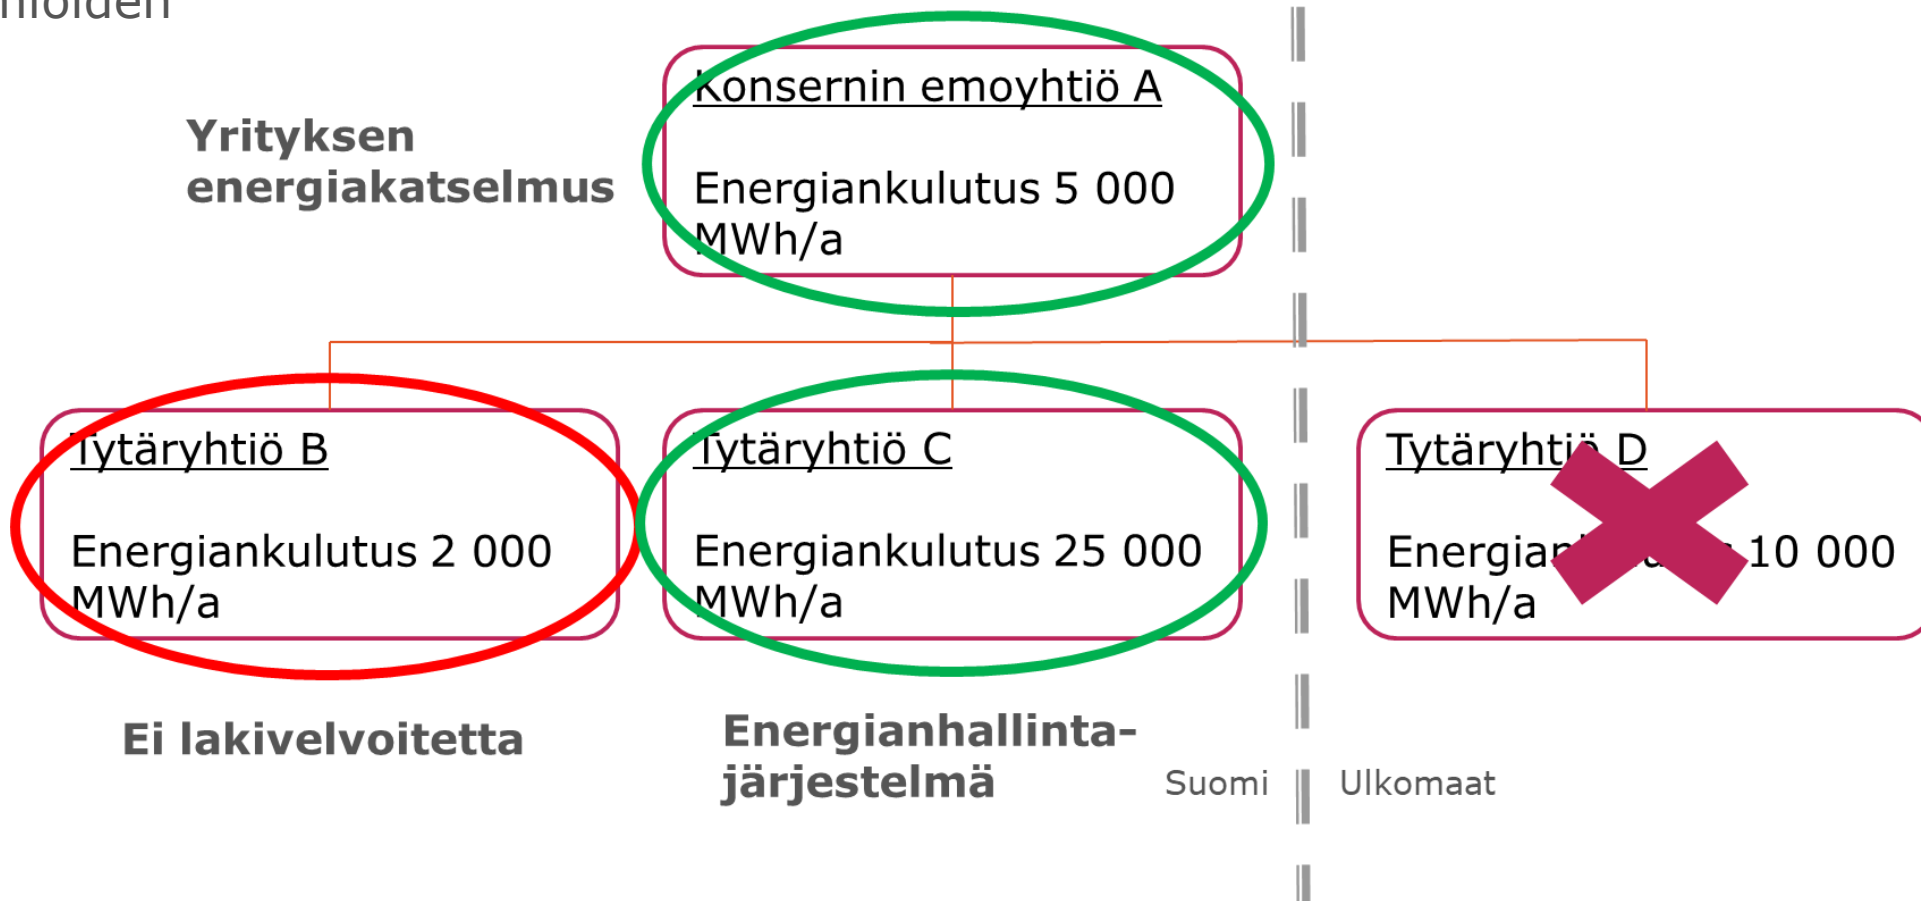 Konsernin emoyhtiö A
Energiankulutus 5 000
MWh/a
Yrityksen
energiakatselmus
Tytäryhtiö B
Energiankulutus 2 000
MWh/a
Ei lakivelvoitetta
Tytäryhtiö C
Energiankulutus 25 000
MWh/a
Energianhallinta-
järjestelmä
Tytäryhtiö D
10 000
MWh/a
Suomi
Ulkomaat